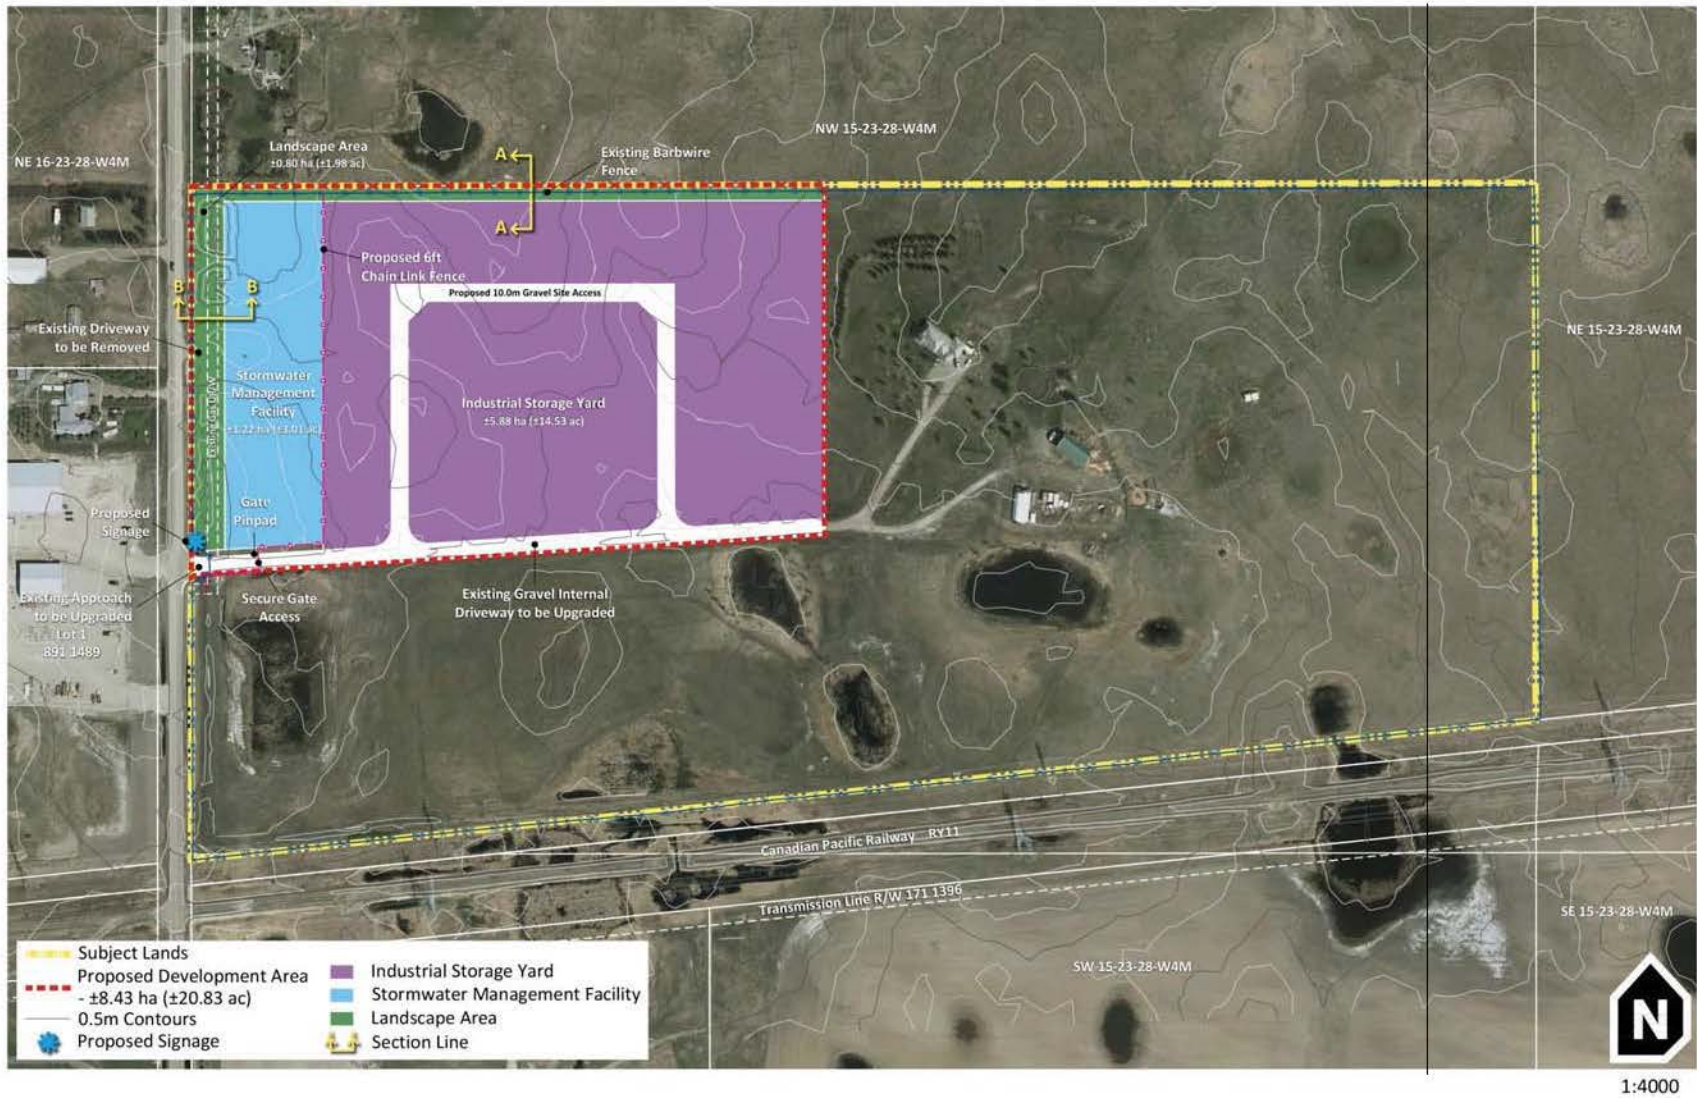 NW 15-23-28-W4M
NE 16-23-28-W4M
Landscape Area
±0.80 ha (±1.98 ac)
A
Existing Barbwire
Fence
A
Proposed 6ft
Chain Link Fence
B
B
Proposed 10.0m Gravel Site Access
Existing Driveway
to be Removed
NE 15-23-28-W4M
Stormwater
Management
Facility
±1.22 ha (±3.01 ac)
Industrial Storage Yard
±5.88 ha (±14.53 ac)
Gate
Pinpad
Proposed
Signage
Existing Approach
to be Upgraded
Lot 1
891 1489
Secure Gate
Access
Existing Gravel Internal
Driveway to be Upgraded
Canadian Pacific Railway RY11
Transmission Line R/W 171 1396
SE 15-23-28-W4M
SW 15-23-28-W4M
Subject Lands
Proposed Development Area
- ±8.43 ha (±20.83 ac)
0.5m Contours
Proposed Signage
Industrial Storage Yard
Stormwater Management Facility
Landscape Area
A A
Section Line
N
1:4000